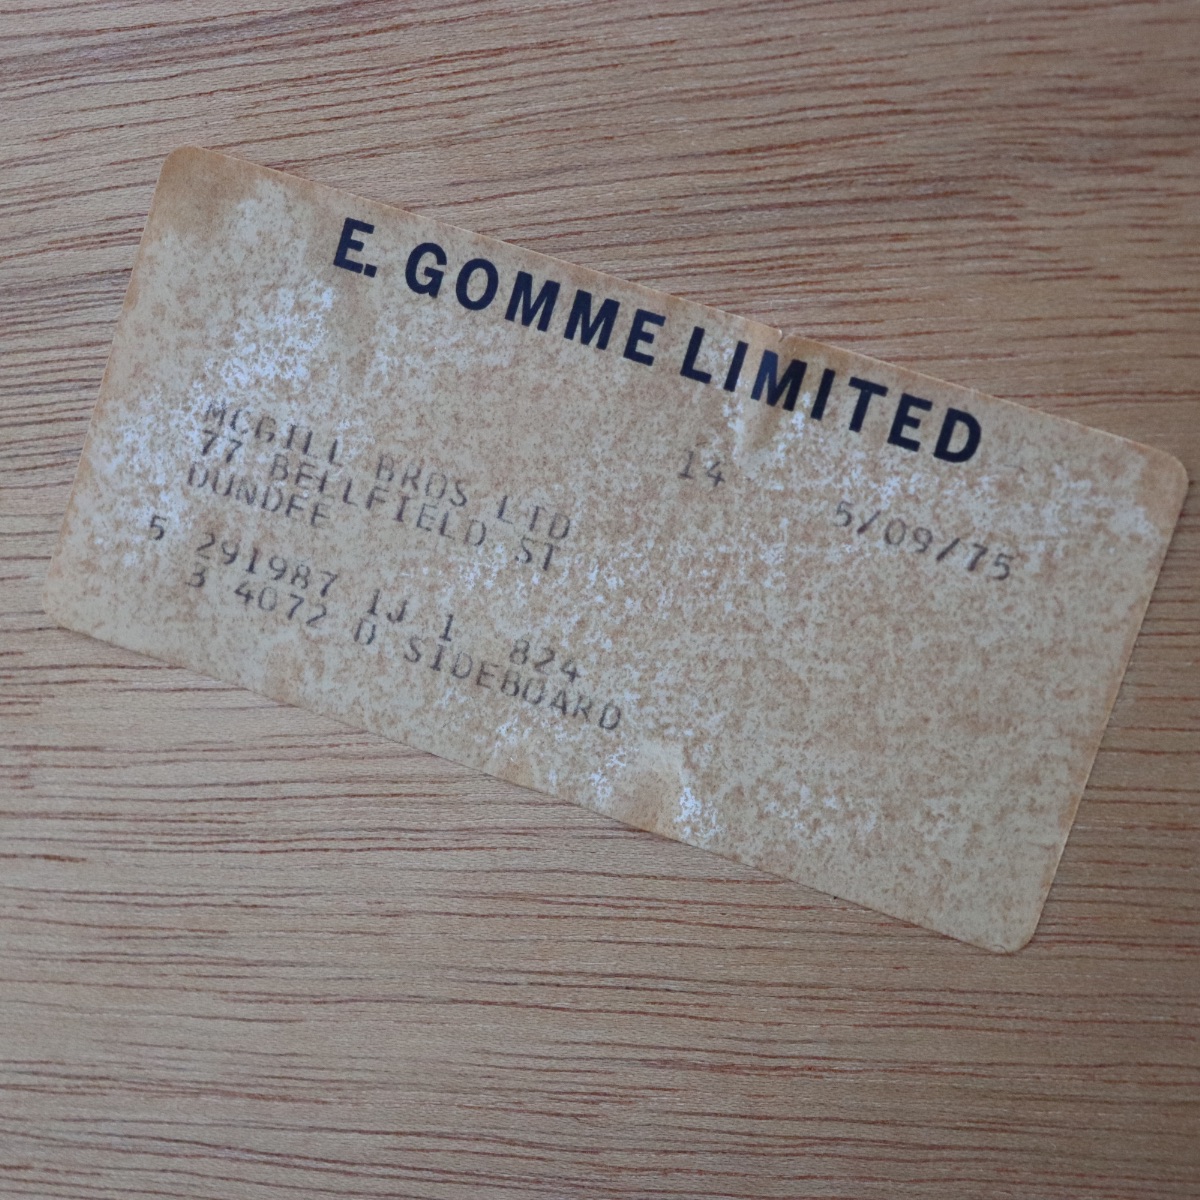 E. GOMME LIMITED
14 5/09/75
MCGILL BROS LTD
77 BELLFIELD ST
DUNDEE
5 291987 1J 1 824
3 4072 D SIDEBOARD